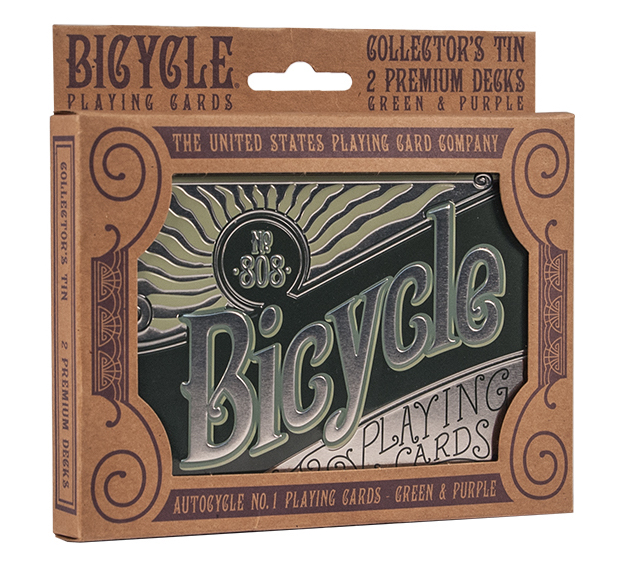 BICYCLE®
PLAYING CARDS
COLLECTOR'S TIN
2 PREMIUM DECKS
GREEN & PURPLE
THE UNITED STATES PLAYING CARD COMPANY
COLLECTOR'S TIN 2 PREMIUM DECKS
Nº
·808·
Bicycle
PLAYING
CARDS
AUTOCYCLE NO.1 PLAYING CARDS - GREEN & PURPLE